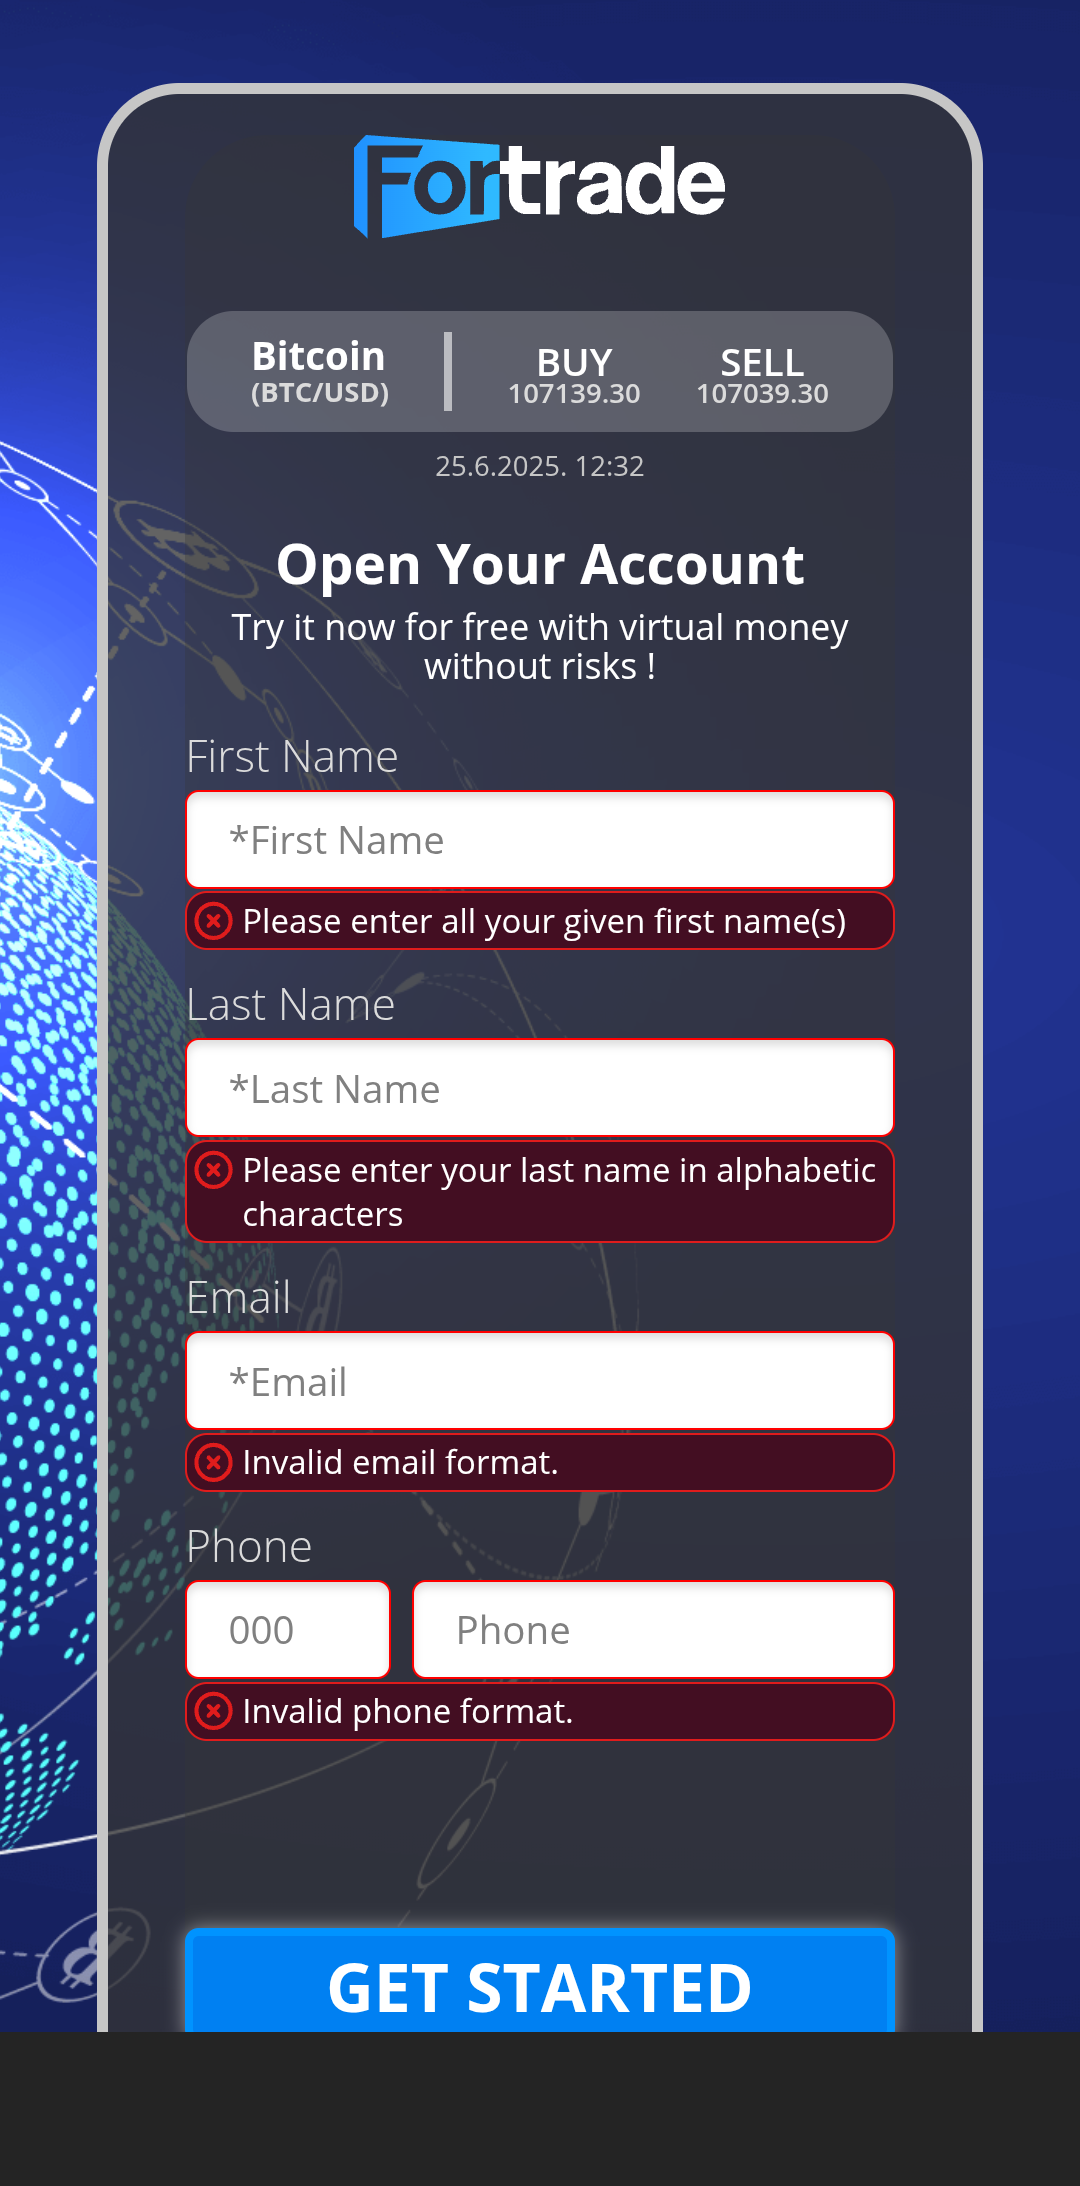 Fortrade
Bitcoin
(BTC/USD)
BUY
107139.30
SELL
107039.30
25.6.2025. 12:32
Open Your Account
Try it now for free with virtual money
without risks !
First Name
*First Name
Please enter all your given first name(s)
Last Name
*Last Name
Please enter your last name in alphabetic
characters
Email
*Email
Invalid email format.
Phone
000
Phone
Invalid phone format.
GET STARTED